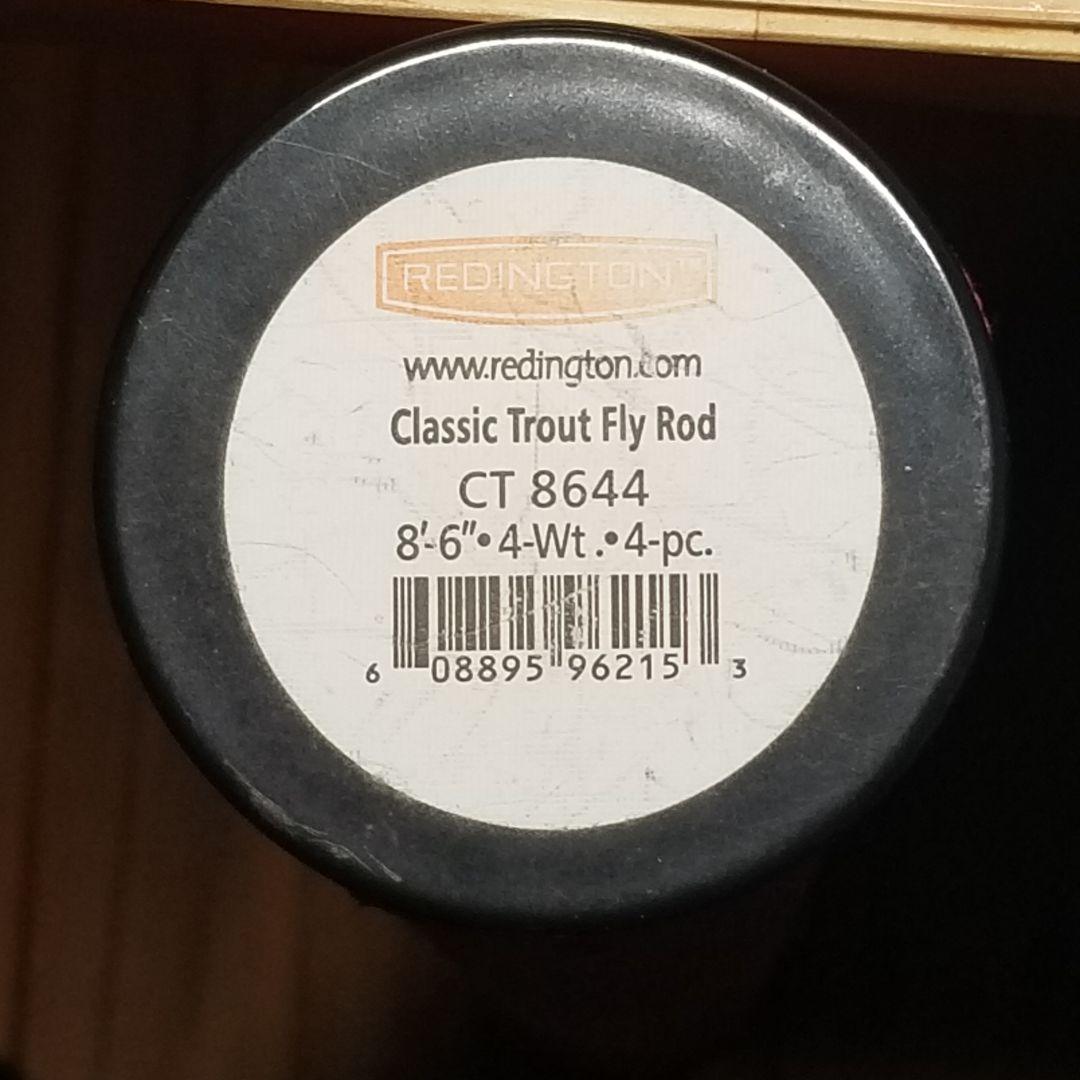 REDINGTON™
www.redington.com
Classic Trout Fly Rod
CT 8644
8'-6"•4-Wt.•4-pc.
6 08895 96215 3